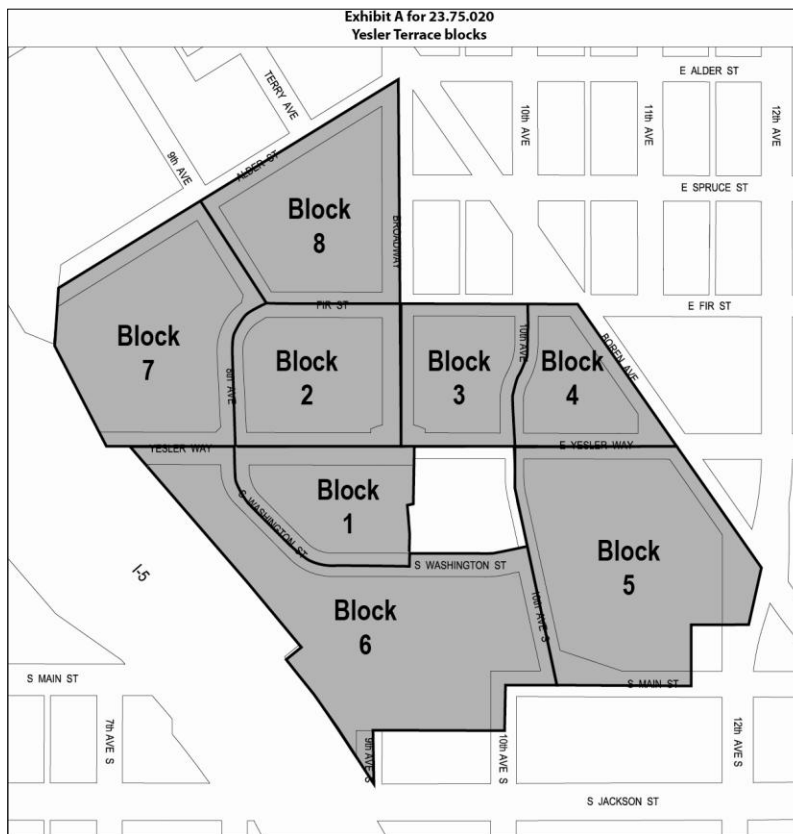 Exhibit A for 23.75.020
Yesler Terrace blocks
E ALDER ST
TERRY AVE
10th AVE
11th AVE
12th AVE
9th AVE
ALDER ST
E SPRUCE ST
Block
8
BROADWAY
FIR ST
E FIR ST
Block
7
8th AVE
Block
2
Block
3
10th AVE
Block
4
BOREN AVE
YESLER WAY
E YESLER WAY
Block
1
S WASHINGTON ST
S WASHINGTON ST
Block
5
I-5
Block
6
10th AVE S
S MAIN ST
S MAIN ST
7th AVE S
9th AVE S
10th AVE S
12th AVE S
S JACKSON ST